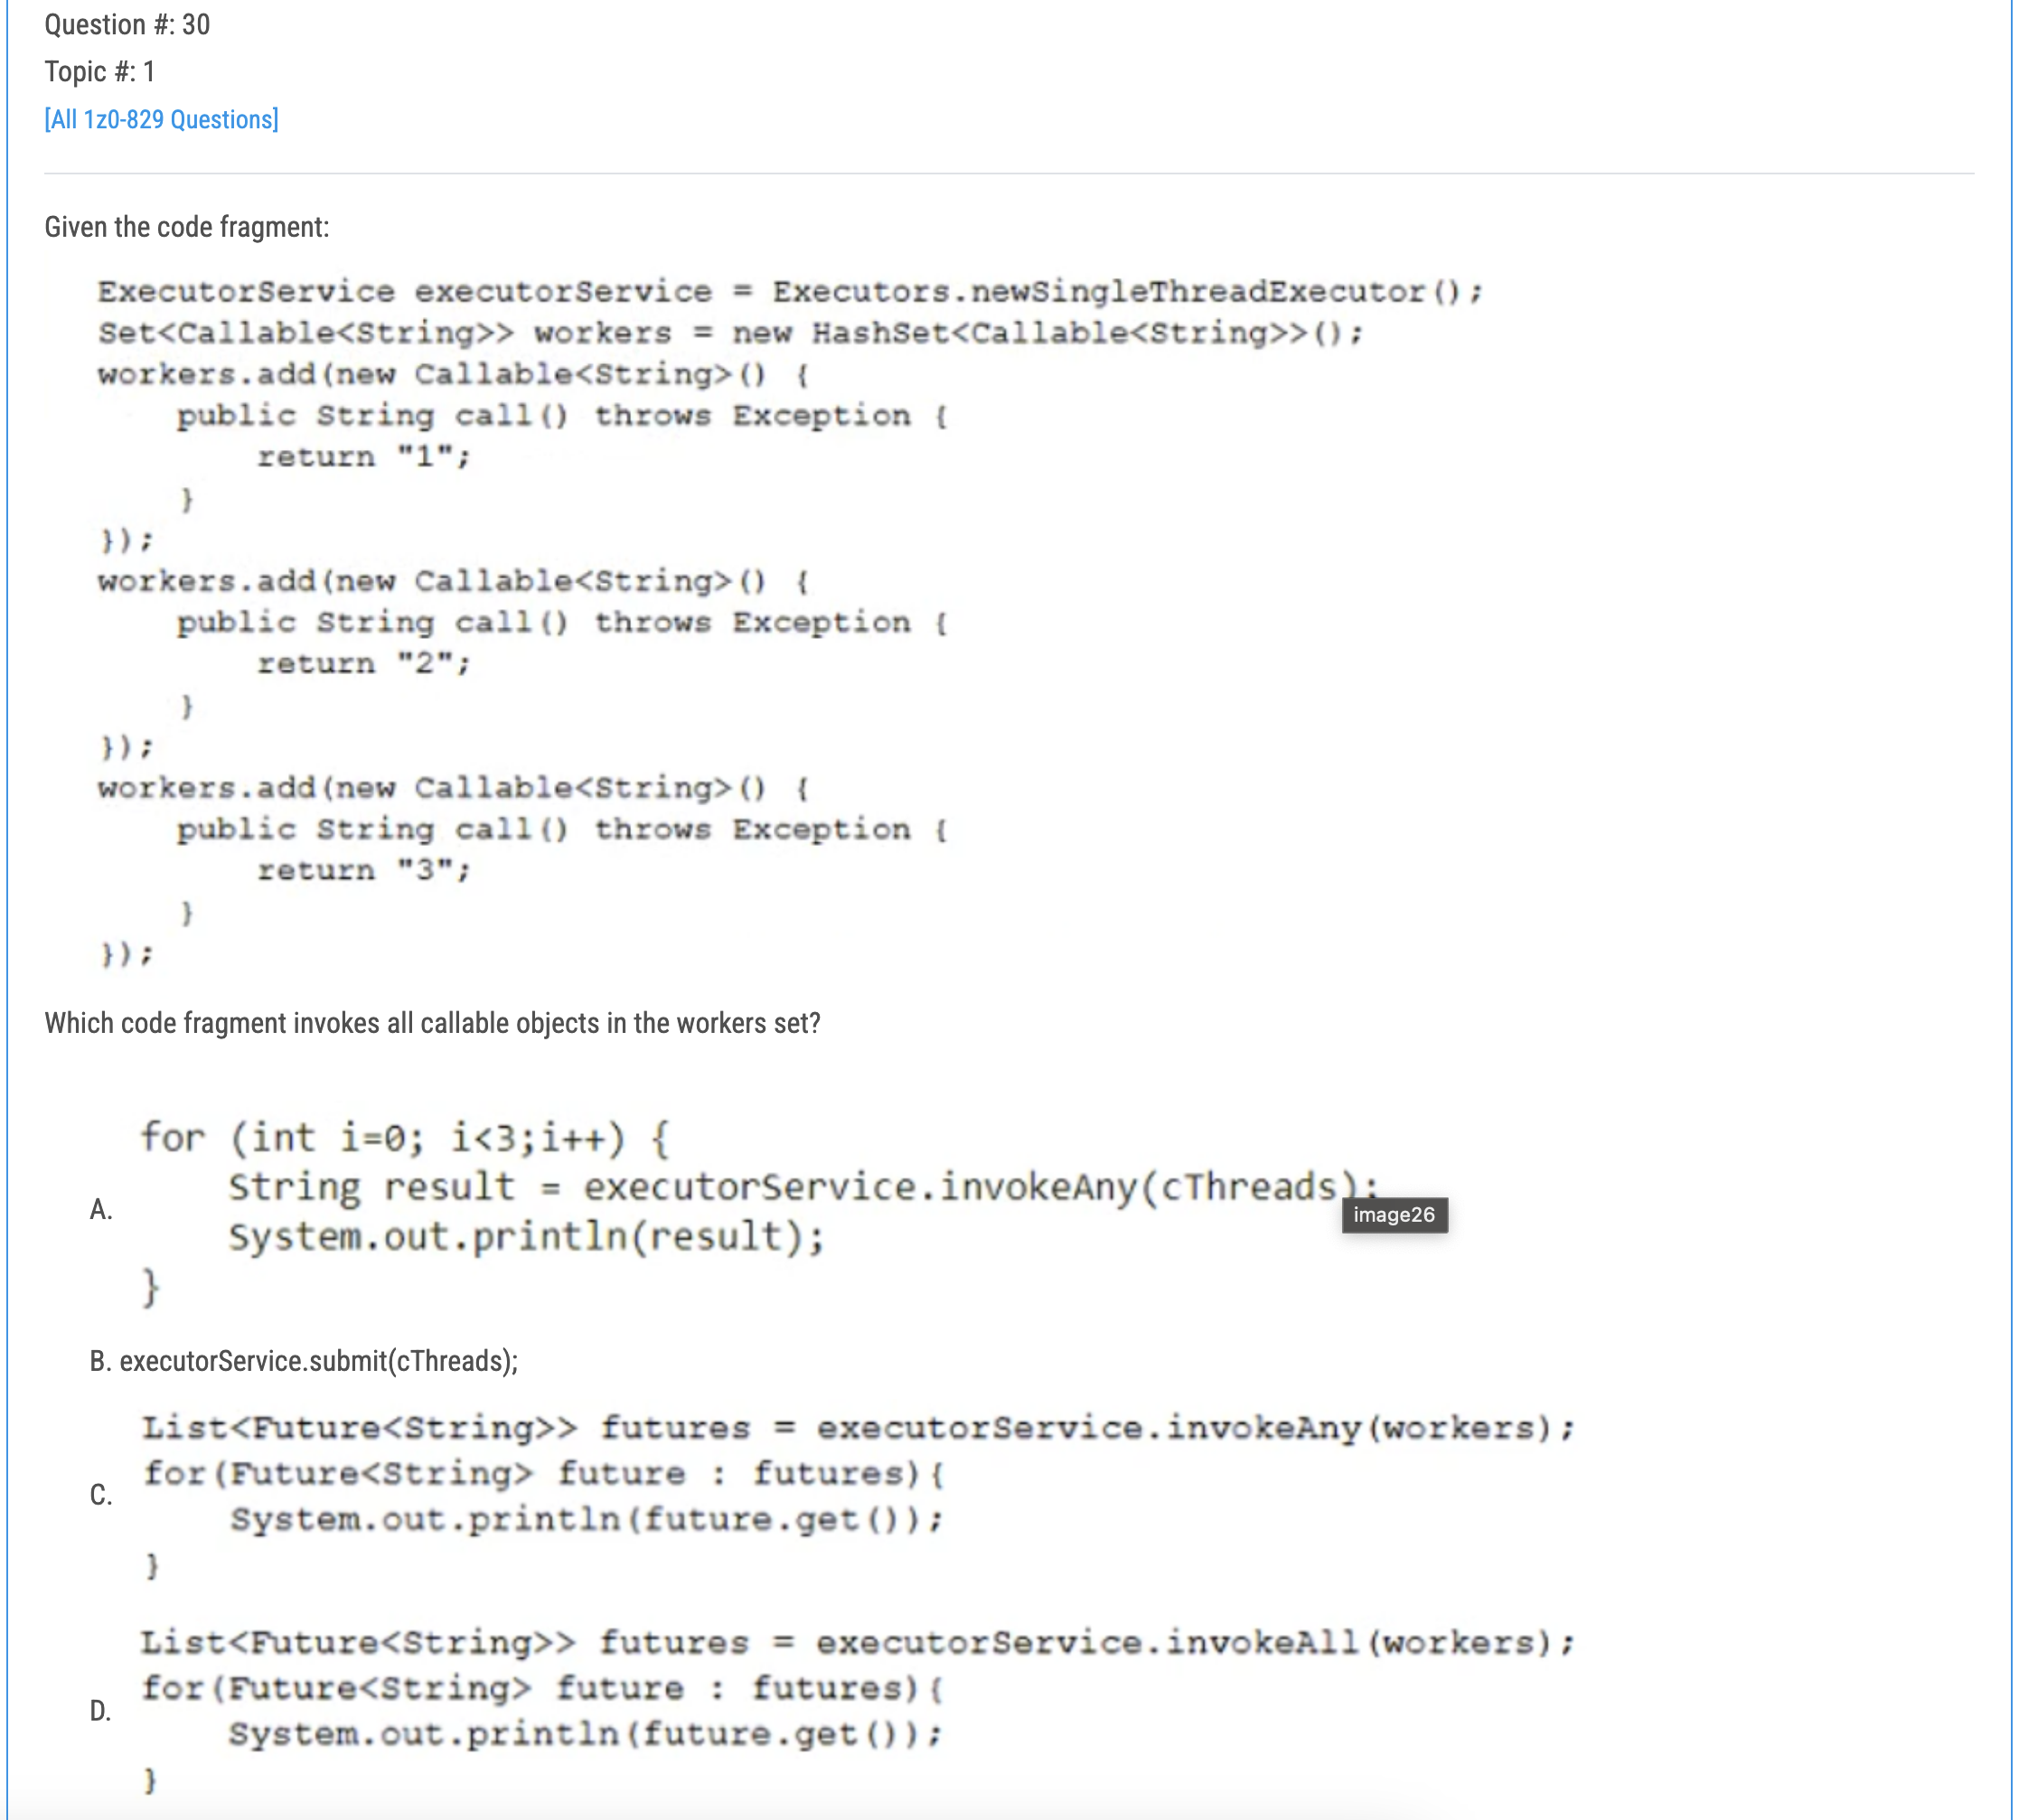 Question #: 30
Topic #: 1
[All 1z0-829 Questions]
Given the code fragment:
ExecutorService executorService = Executors.newSingleThreadExecutor();
Set<Callable<String>> workers = new HashSet<Callable<String>>();
workers.add(new Callable<String>() {
    public String call() throws Exception {
        return "1";
    }
});
workers.add(new Callable<String>() {
    public String call() throws Exception {
        return "2";
    }
});
workers.add(new Callable<String>() {
    public String call() throws Exception {
        return "3";
    }
});
Which code fragment invokes all callable objects in the workers set?
A.
for (int i=0; i<3;i++) {
    String result = executorService.invokeAny(cThreads);
image26
    System.out.println(result);
}
B. executorService.submit(cThreads);
C.
List<Future<String>> futures = executorService.invokeAny(workers);
for(Future<String> future : futures){
    System.out.println(future.get());
}
D.
List<Future<String>> futures = executorService.invokeAll(workers);
for(Future<String> future : futures){
    System.out.println(future.get());
}